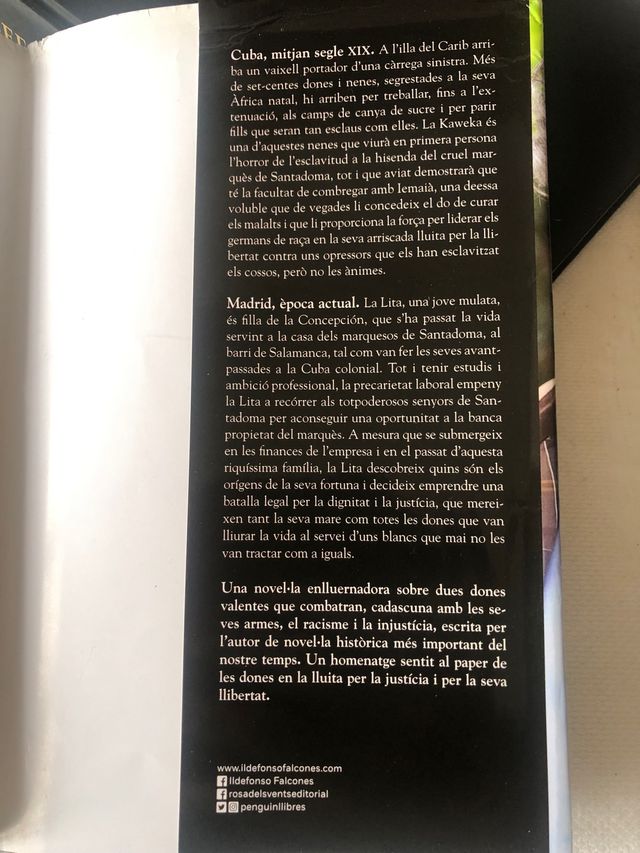 Cuba, mitjan segle XIX. A l'illa del Carib arri-
ba un vaixell portador d'una càrrega sinistra. Més
de set-centes dones i nenes, segrestades a la seva
Àfrica natal, hi arriben per treballar, fins a l'ex-
tenuació, als camps de canya de sucre i per parir
fills que seran tan esclaus com elles. La Kaweka és
una d'aquestes nenes que viurà en primera persona
l'horror de l'esclavitud a la hisenda del cruel mar-
quès de Santadoma, tot i que aviat demostrarà que
té la facultat de combregar amb Iemaià, una deessa
voluble que de vegades li concedeix el do de curar
els malalts i que li proporciona la força per liderar els
germans de raça en la seva arriscada lluita per la lli-
bertat contra uns opressors que els han esclavitzat
els cossos, però no les ànimes.
Madrid, època actual. La Lita, una jove mulata,
és filla de la Concepción, que s'ha passat la vida
servint a la casa dels marquesos de Santadoma, al
barri de Salamanca, tal com van fer les seves avant-
passades a la Cuba colonial. Tot i tenir estudis i
ambició professional, la precarietat laboral empeny
la Lita a recórrer als totpoderosos senyors de San-
tadoma per aconseguir una oportunitat a la banca
propietat del marquès. A mesura que se submergeix
en les finances de l'empresa i en el passat d'aquesta
riquíssima família, la Lita descobreix quins són els
orígens de la seva fortuna i decideix emprendre una
batalla legal per la dignitat i la justícia, que merei-
xen tant la seva mare com totes les dones que van
lliurar la vida al servei d'uns blancs que mai no les
van tractar com a iguals.
Una novel·la enlluernadora sobre dues dones
valentes que combatran, cadascuna amb les se-
ves armes, el racisme i la injustícia, escrita per
l'autor de novel·la històrica més important del
nostre temps. Un homenatge sentit al paper de
les dones en la lluita per la justícia i per la seva
llibertat.
www.ildefonsofalcones.com
Ildefonso Falcones
rosadelsventseditorial
penguinllibres